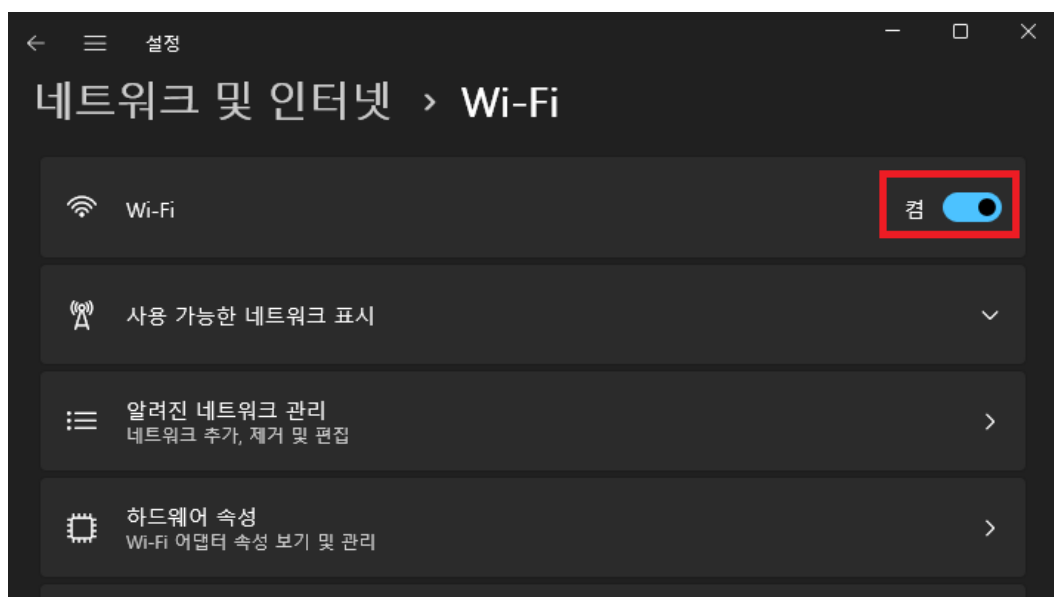 설정
네트워크 및 인터넷 › Wi-Fi
Wi-Fi
켬
사용 가능한 네트워크 표시
알려진 네트워크 관리
네트워크 추가, 제거 및 편집
하드웨어 속성
Wi-Fi 어댑터 속성 보기 및 관리